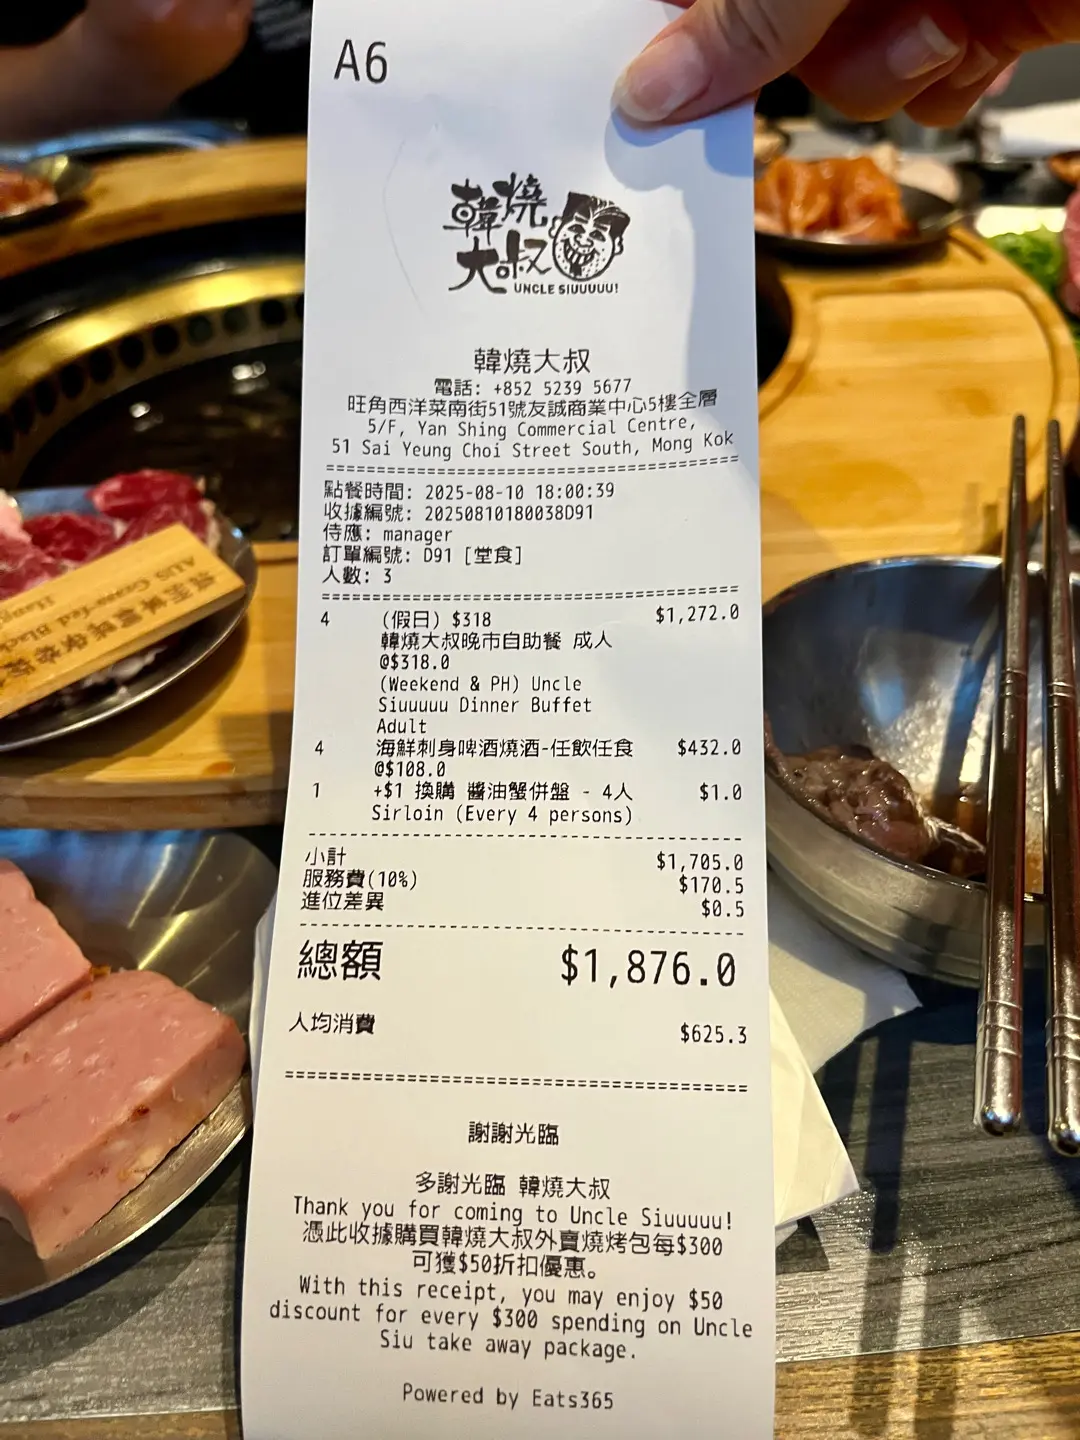 A6
韓燒
大叔
UNCLE SIUUUUU!
韓燒大叔
電話: +852 5239 5677
旺角西洋菜南街51號友誠商業中心5樓全層
5/F, Yan Shing Commercial Centre,
51 Sai Yeung Choi Street South, Mong Kok
點餐時間: 2025-08-10 18:00:39
收據編號: 20250810180038D91
侍應: manager
訂單編號: D91 [堂食]
人數: 3
4 (假日) $318 $1,272.0
韓燒大叔晚市自助餐 成人
@$318.0
(Weekend & PH) Uncle
Siuuuuu Dinner Buffet
Adult
4 海鮮刺身啤酒燒酒-任飲任食 $432.0
@$108.0
1 +$1 換購 醬油蟹併盤 - 4人 $1.0
Sirloin (Every 4 persons)
小計 $1,705.0
服務費(10%) $170.5
進位差異 $0.5
總額 $1,876.0
人均消費 $625.3
謝謝光臨
多謝光臨 韓燒大叔
Thank you for coming to Uncle Siuuuuu!
憑此收據購買韓燒大叔外賣燒烤包每$300
可獲$50折扣優惠。
With this receipt, you may enjoy $50
discount for every $300 spending on Uncle
Siu take away package.
Powered by Eats365
AUS Grass-fed Black